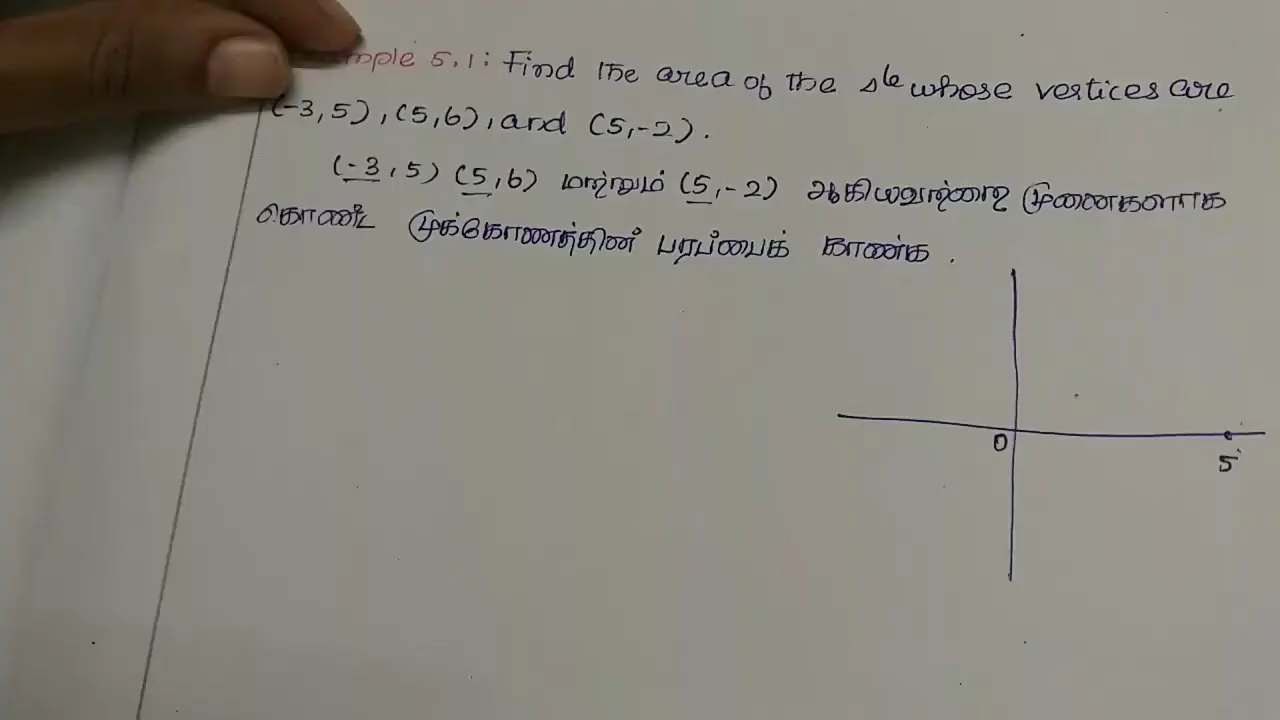 mple 5.1: Find the area of the Δle whose vertices are
(-3, 5), (5,6), and (5,-2).
(-3, 5) (5, 6) மற்றும் (5, -2) ஆகியவற்றை முனைகளாக
கொண்ட முக்கோணத்தின் பரப்பைக் காண்க .
0
5